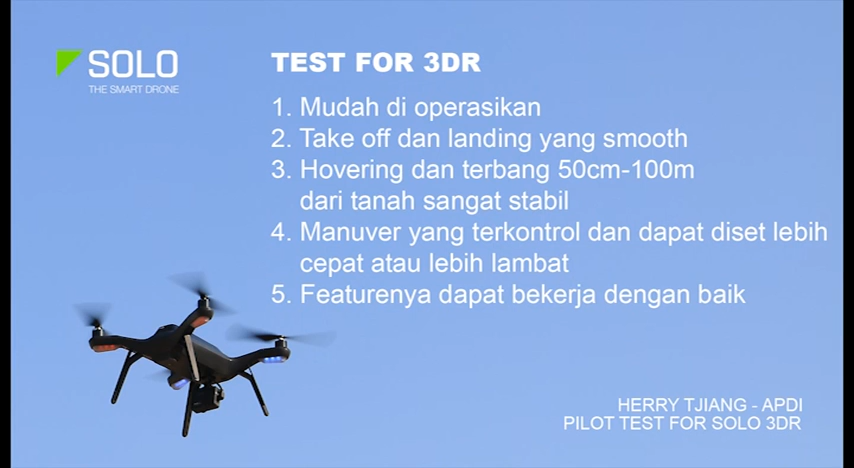 SOLO
THE SMART DRONE
TEST FOR 3DR
1. Mudah di operasikan
2. Take off dan landing yang smooth
3. Hovering dan terbang 50cm-100m
dari tanah sangat stabil
4. Manuver yang terkontrol dan dapat diset lebih
cepat atau lebih lambat
5. Featurenya dapat bekerja dengan baik
HERRY TJIANG - APDI
PILOT TEST FOR SOLO 3DR